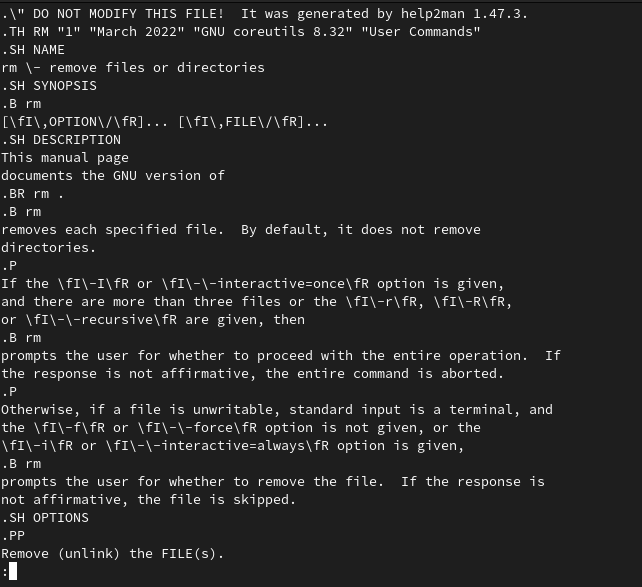 .\" DO NOT MODIFY THIS FILE!  It was generated by help2man 1.47.3.
.TH RM "1" "March 2022" "GNU coreutils 8.32" "User Commands"
.SH NAME
rm \- remove files or directories
.SH SYNOPSIS
.B rm
[\fI\,OPTION\/\fR]... [\fI\,FILE\/\fR]...
.SH DESCRIPTION
This manual page
documents the GNU version of
.BR rm .
.B rm
removes each specified file.  By default, it does not remove
directories.
.P
If the \fI\-I\fR or \fI\-\-interactive=once\fR option is given,
and there are more than three files or the \fI\-r\fR, \fI\-R\fR,
or \fI\-\-recursive\fR are given, then
.B rm
prompts the user for whether to proceed with the entire operation.  If
the response is not affirmative, the entire command is aborted.
.P
Otherwise, if a file is unwritable, standard input is a terminal, and
the \fI\-f\fR or \fI\-\-force\fR option is not given, or the
\fI\-i\fR or \fI\-\-interactive=always\fR option is given,
.B rm
prompts the user for whether to remove the file.  If the response is
not affirmative, the file is skipped.
.SH OPTIONS
.PP
Remove (unlink) the FILE(s).
: